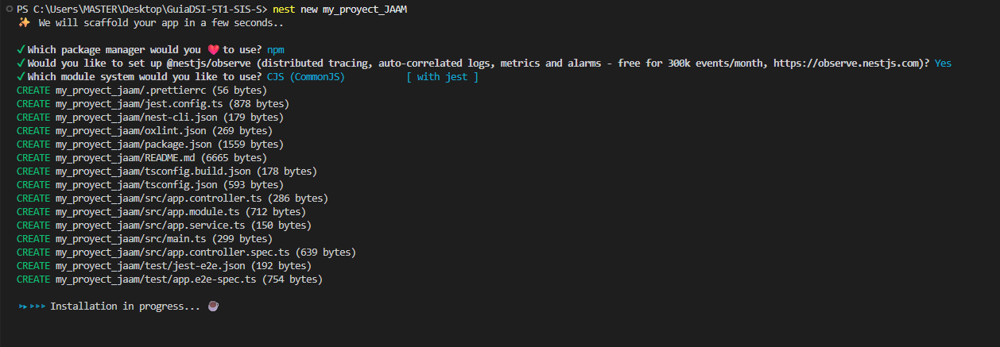 PS C:\Users\MASTER\Desktop\GuiaDSI-5T1-SIS-S> nest new my_proyect_JAAM
✨ We will scaffold your app in a few seconds..
✓ Which package manager would you ❤️ to use? npm
✓ Would you like to set up @nestjs/observe (distributed tracing, auto-correlated logs, metrics and alarms - free for 300k events/month, https://observe.nestjs.com)? Yes
✓ Which module system would you like to use? CJS (CommonJS) [ with jest ]
CREATE my_proyect_jaam/.prettierrc (56 bytes)
CREATE my_proyect_jaam/jest.config.ts (878 bytes)
CREATE my_proyect_jaam/nest-cli.json (179 bytes)
CREATE my_proyect_jaam/oxlint.json (269 bytes)
CREATE my_proyect_jaam/package.json (1559 bytes)
CREATE my_proyect_jaam/README.md (6665 bytes)
CREATE my_proyect_jaam/tsconfig.build.json (178 bytes)
CREATE my_proyect_jaam/tsconfig.json (593 bytes)
CREATE my_proyect_jaam/src/app.controller.ts (286 bytes)
CREATE my_proyect_jaam/src/app.module.ts (712 bytes)
CREATE my_proyect_jaam/src/app.service.ts (150 bytes)
CREATE my_proyect_jaam/src/main.ts (299 bytes)
CREATE my_proyect_jaam/src/app.controller.spec.ts (639 bytes)
CREATE my_proyect_jaam/test/jest-e2e.json (192 bytes)
CREATE my_proyect_jaam/test/app.e2e-spec.ts (754 bytes)
▹▸▹▹▹ Installation in progress... ☕